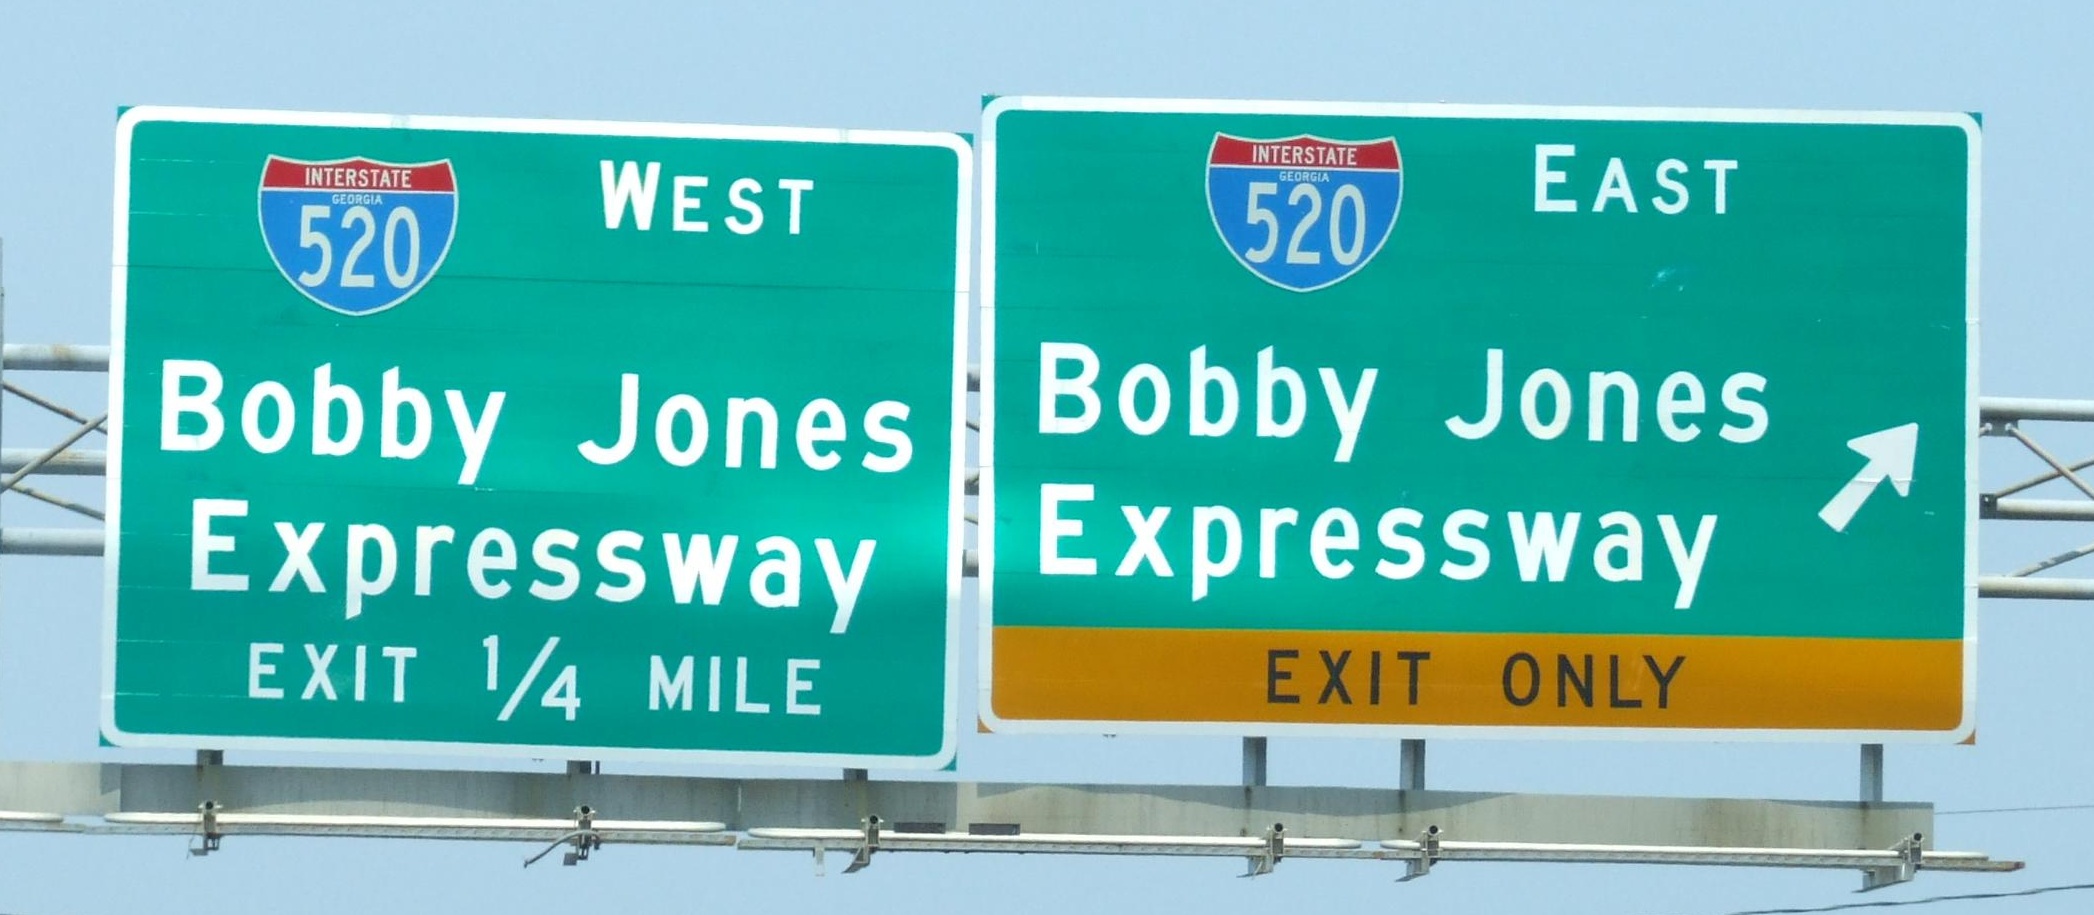 INTERSTATE
GEORGIA
520
WEST
Bobby Jones
Expressway
EXIT 1/4 MILE
INTERSTATE
GEORGIA
520
EAST
Bobby Jones
Expressway
EXIT ONLY